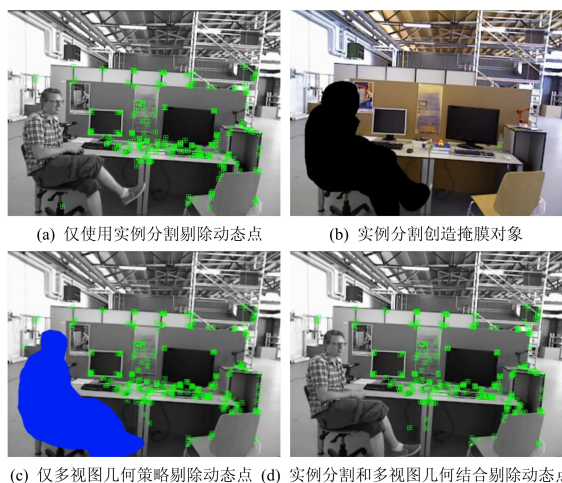 (a) 仅使用实例分割剔除动态点
(b) 实例分割创造掩膜对象
(c) 仅多视图几何策略剔除动态点
(d) 实例分割和多视图几何结合剔除动态点